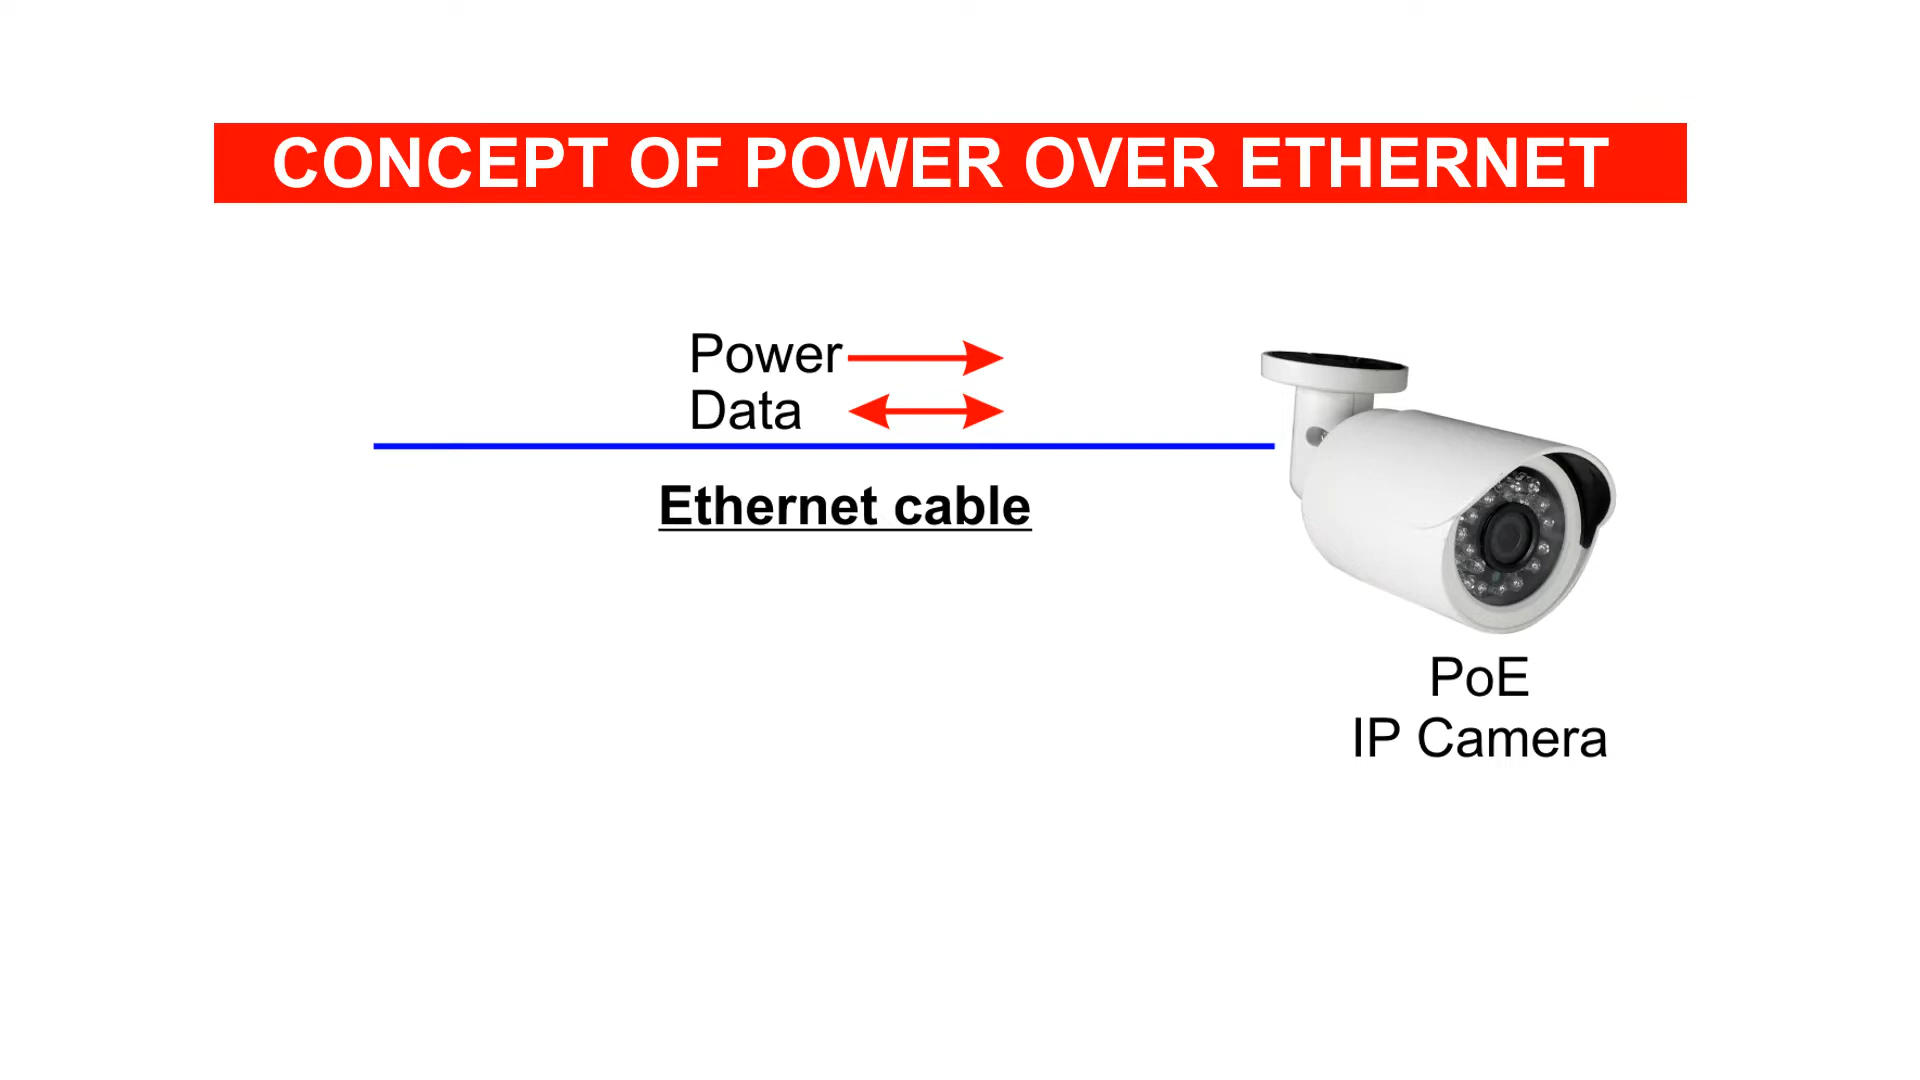 CONCEPT OF POWER OVER ETHERNET
Power
Data
Ethernet cable
PoE
IP Camera